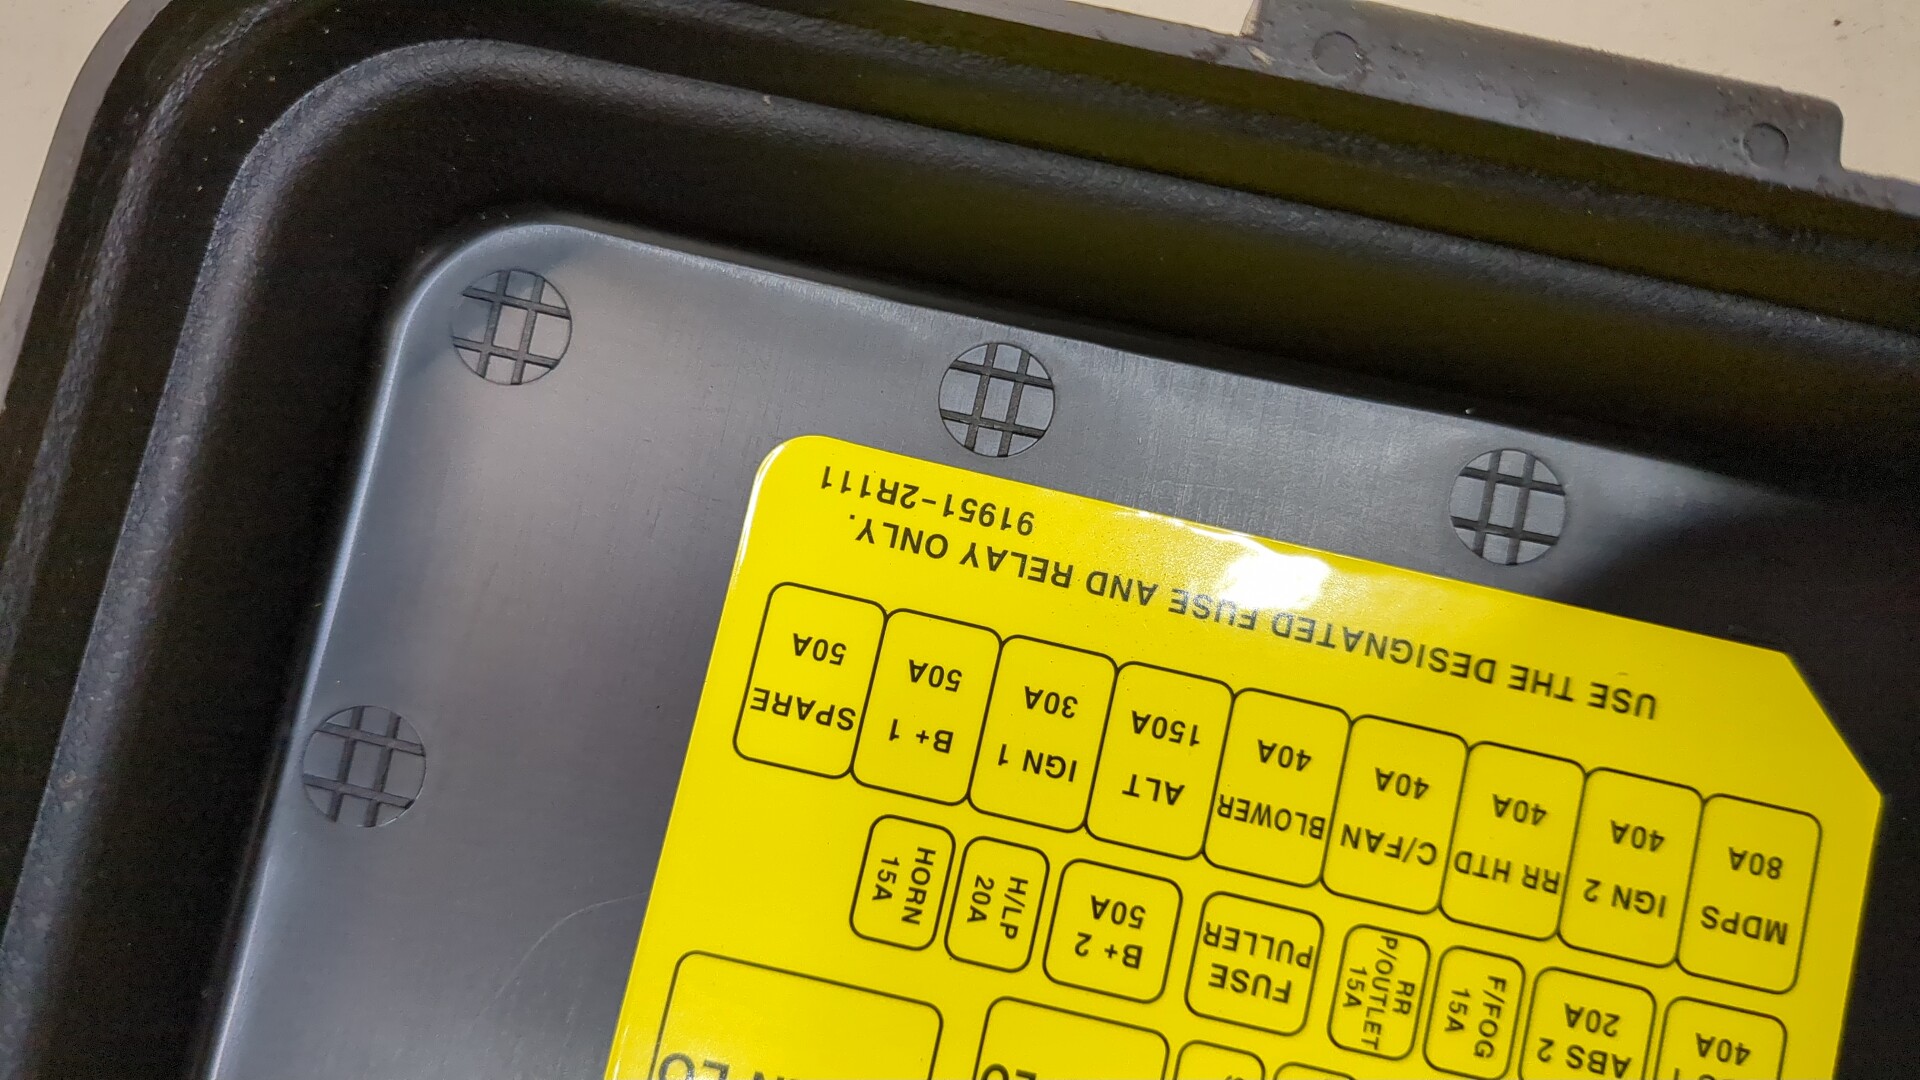 40A
ABS 2
20A
F/FOG
15A
RR
P/OUTLET
15A
FUSE
PULLER
B+ 2
50A
H/LP
20A
HORN
15A
MDPS
80A
IGN 2
40A
RR HTD
40A
C/FAN
40A
BLOWER
40A
ALT
150A
IGN 1
30A
B+ 1
50A
SPARE
50A
USE THE DESIGNATED FUSE AND RELAY ONLY.
91951-2R111